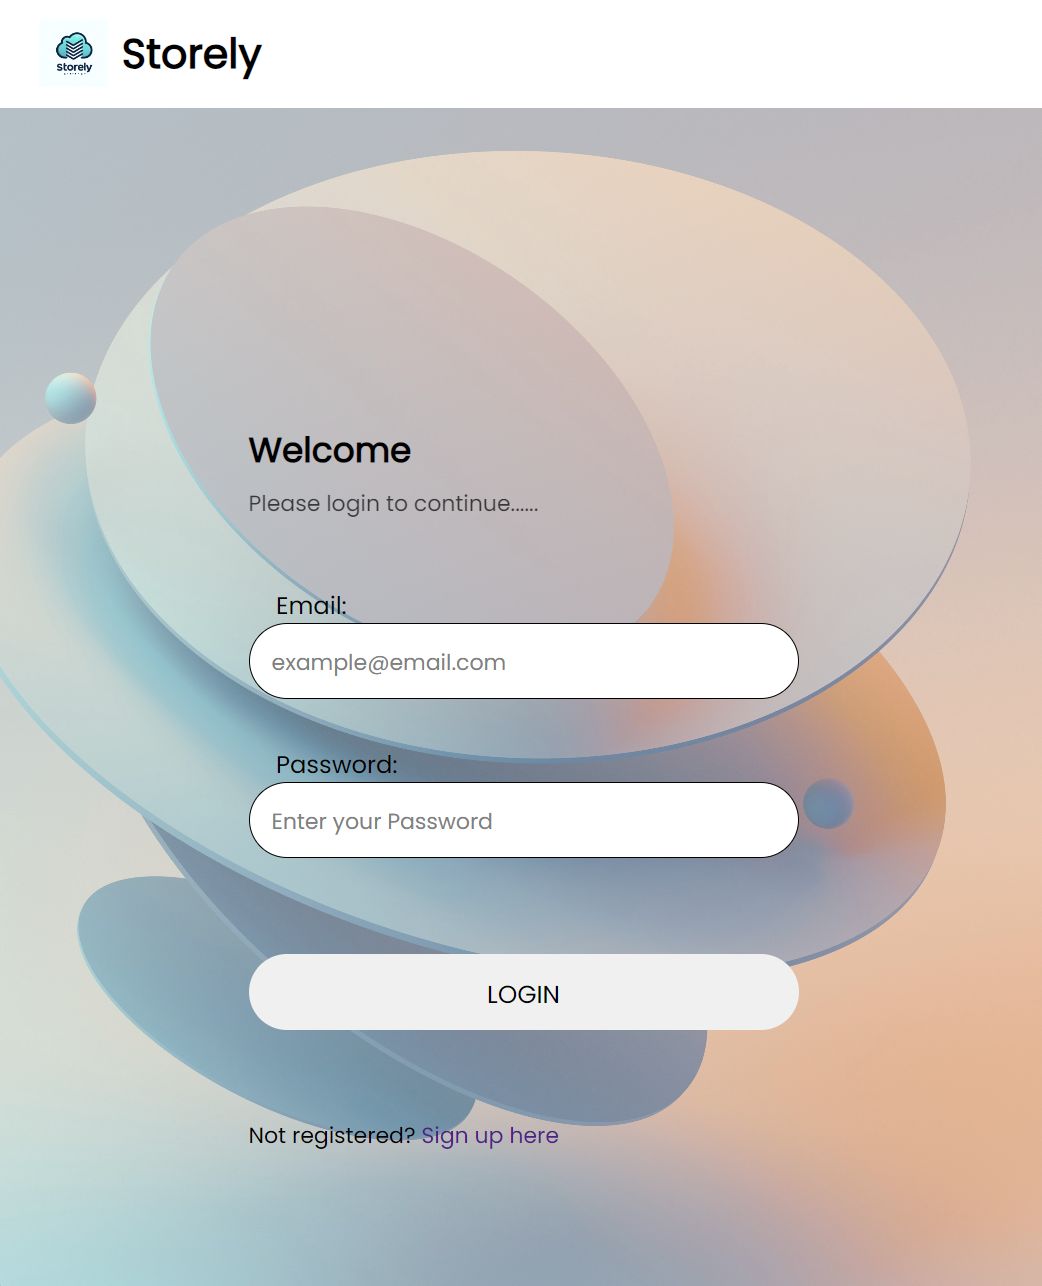 Storely
Storely
Welcome
Please login to continue......
Email:
example@email.com
Password:
Enter your Password
LOGIN
Not registered? Sign up here